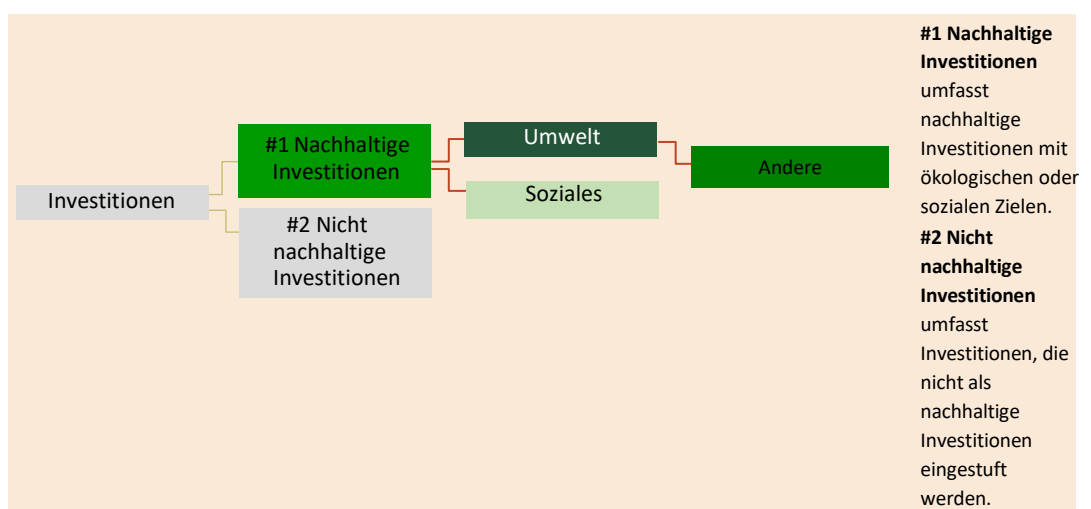 Investitionen
#1 Nachhaltige
Investitionen
#2 Nicht
nachhaltige
Investitionen
Umwelt
Soziales
Andere
#1 Nachhaltige
Investitionen
umfasst
nachhaltige
Investitionen mit
ökologischen oder
sozialen Zielen.
#2 Nicht
nachhaltige
Investitionen
umfasst
Investitionen, die
nicht als
nachhaltige
Investitionen
eingestuft
werden.